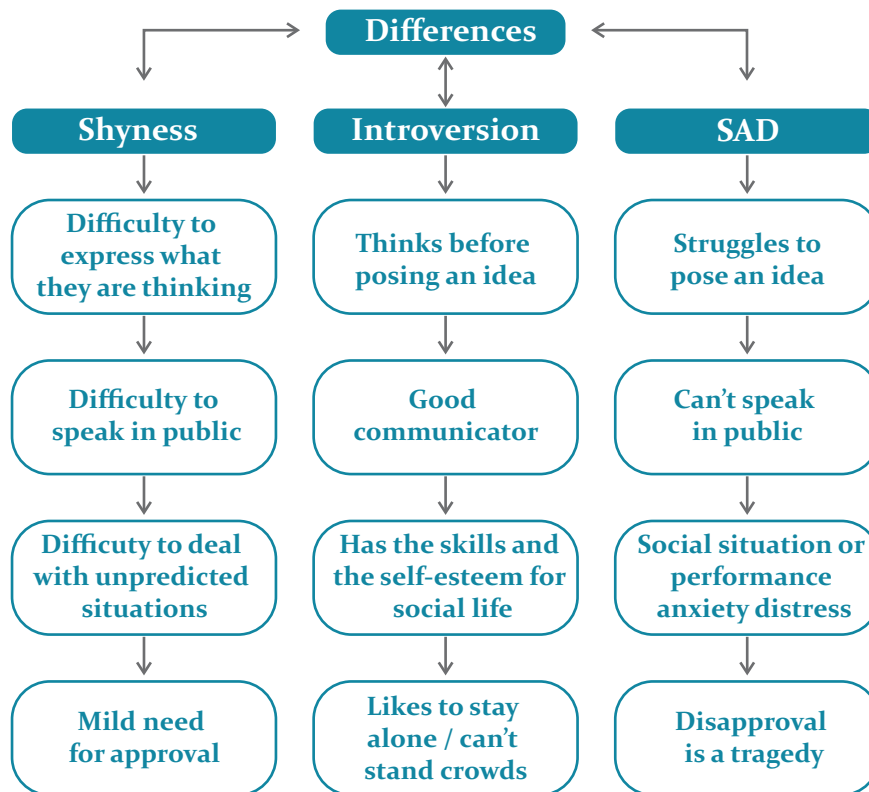 Differences
Shyness
Introversion
SAD
Difficulty to
express what
they are thinking
Thinks before
posing an idea
Struggles to
pose an idea
Difficulty to
speak in public
Good
communicator
Can't speak
in public
Difficuty to deal
with unpredicted
situations
Has the skills and
the self-esteem for
social life
Social situation or
performance
anxiety distress
Mild need
for approval
Likes to stay
alone / can't
stand crowds
Disapproval
is a tragedy